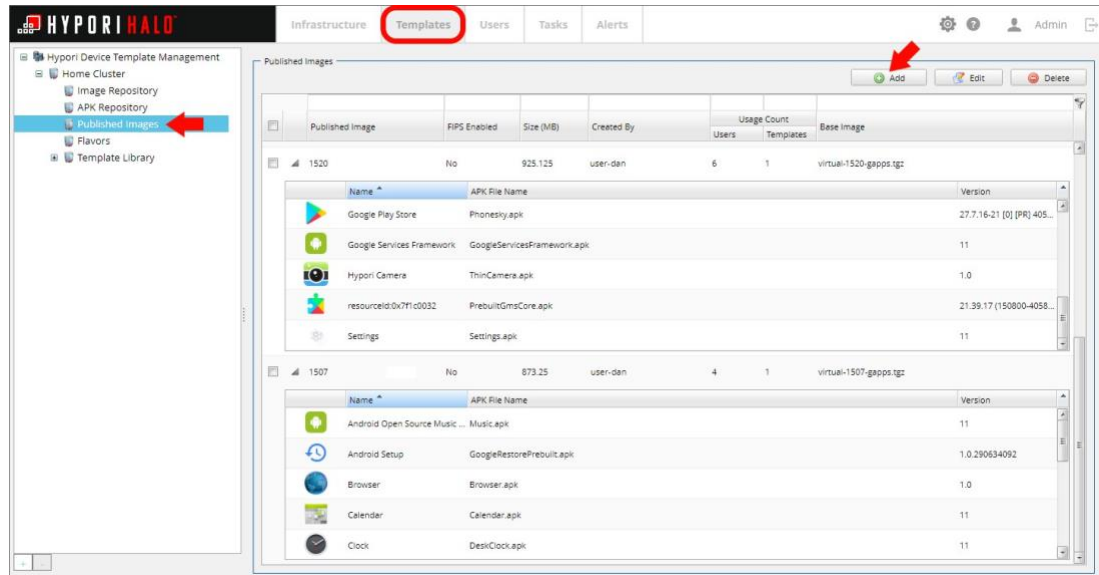 HYPORI HALO
Infrastructure Templates Users Tasks Alerts Admin
Hypori Device Template Management
Home Cluster
Image Repository
APK Repository
Published Images
Flavors
Template Library
Published Images
Add Edit Delete
Published Image FIPS Enabled Size (MB) Created By Usage Count Base Image
Users Templates
1520 No 925.125 user-dan 6 1 virtual-1520-gapps.tgz
Name APK File Name Version
Google Play Store Phonesky.apk 27.7.16-21 [0] [PR] 405...
Google Services Framework GoogleServicesFramework.apk 11
Hypori Camera ThinCamera.apk 1.0
resourceId:0x7f1c0032 PrebuiltGmsCore.apk 21.39.17 (150800-4058...
Settings Settings.apk 11
1507 No 873.25 user-dan 4 1 virtual-1507-gapps.tgz
Name APK File Name Version
Android Open Source Music ... Music.apk 11
Android Setup GoogleRestorePrebuilt.apk 1.0.290634092
Browser Browser.apk 1.0
Calendar Calendar.apk 11
Clock DeskClock.apk 11